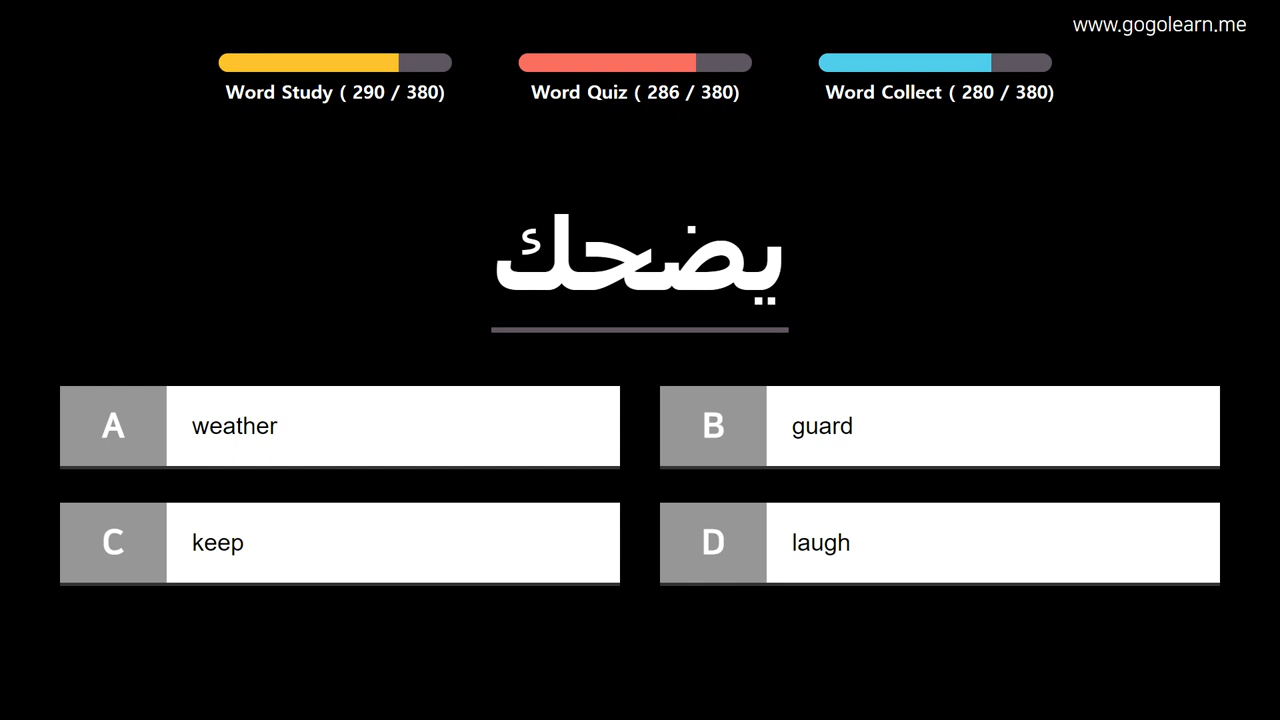 www.gogolearn.me
Word Study ( 290 / 380)
Word Quiz ( 286 / 380)
Word Collect ( 280 / 380)
يضحك
A weather
B guard
C keep
D laugh